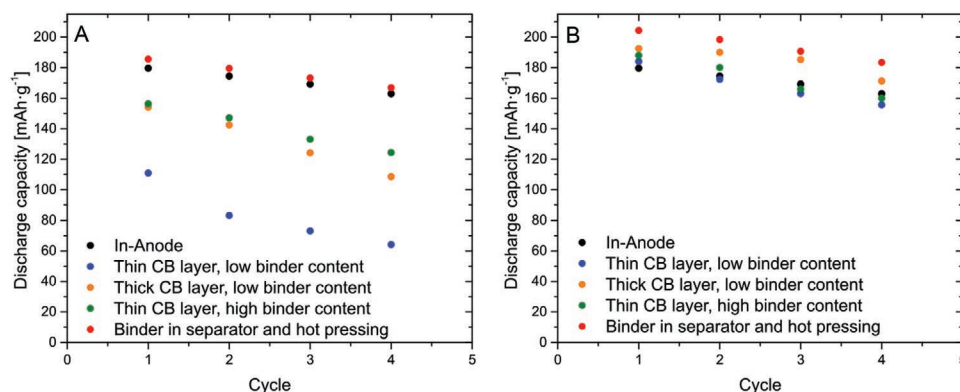 A
200
180
160
140
120
100
80
60
40
20
0
Discharge capacity [mAh·g⁻¹]
In-Anode
Thin CB layer, low binder content
Thick CB layer, low binder content
Thin CB layer, high binder content
Binder in separator and hot pressing
0 1 2 3 4 5
Cycle
B
200
180
160
140
120
100
80
60
40
20
0
Discharge capacity [mAh·g⁻¹]
In-Anode
Thin CB layer, low binder content
Thick CB layer, low binder content
Thin CB layer, high binder content
Binder in separator and hot pressing
0 1 2 3 4 5
Cycle